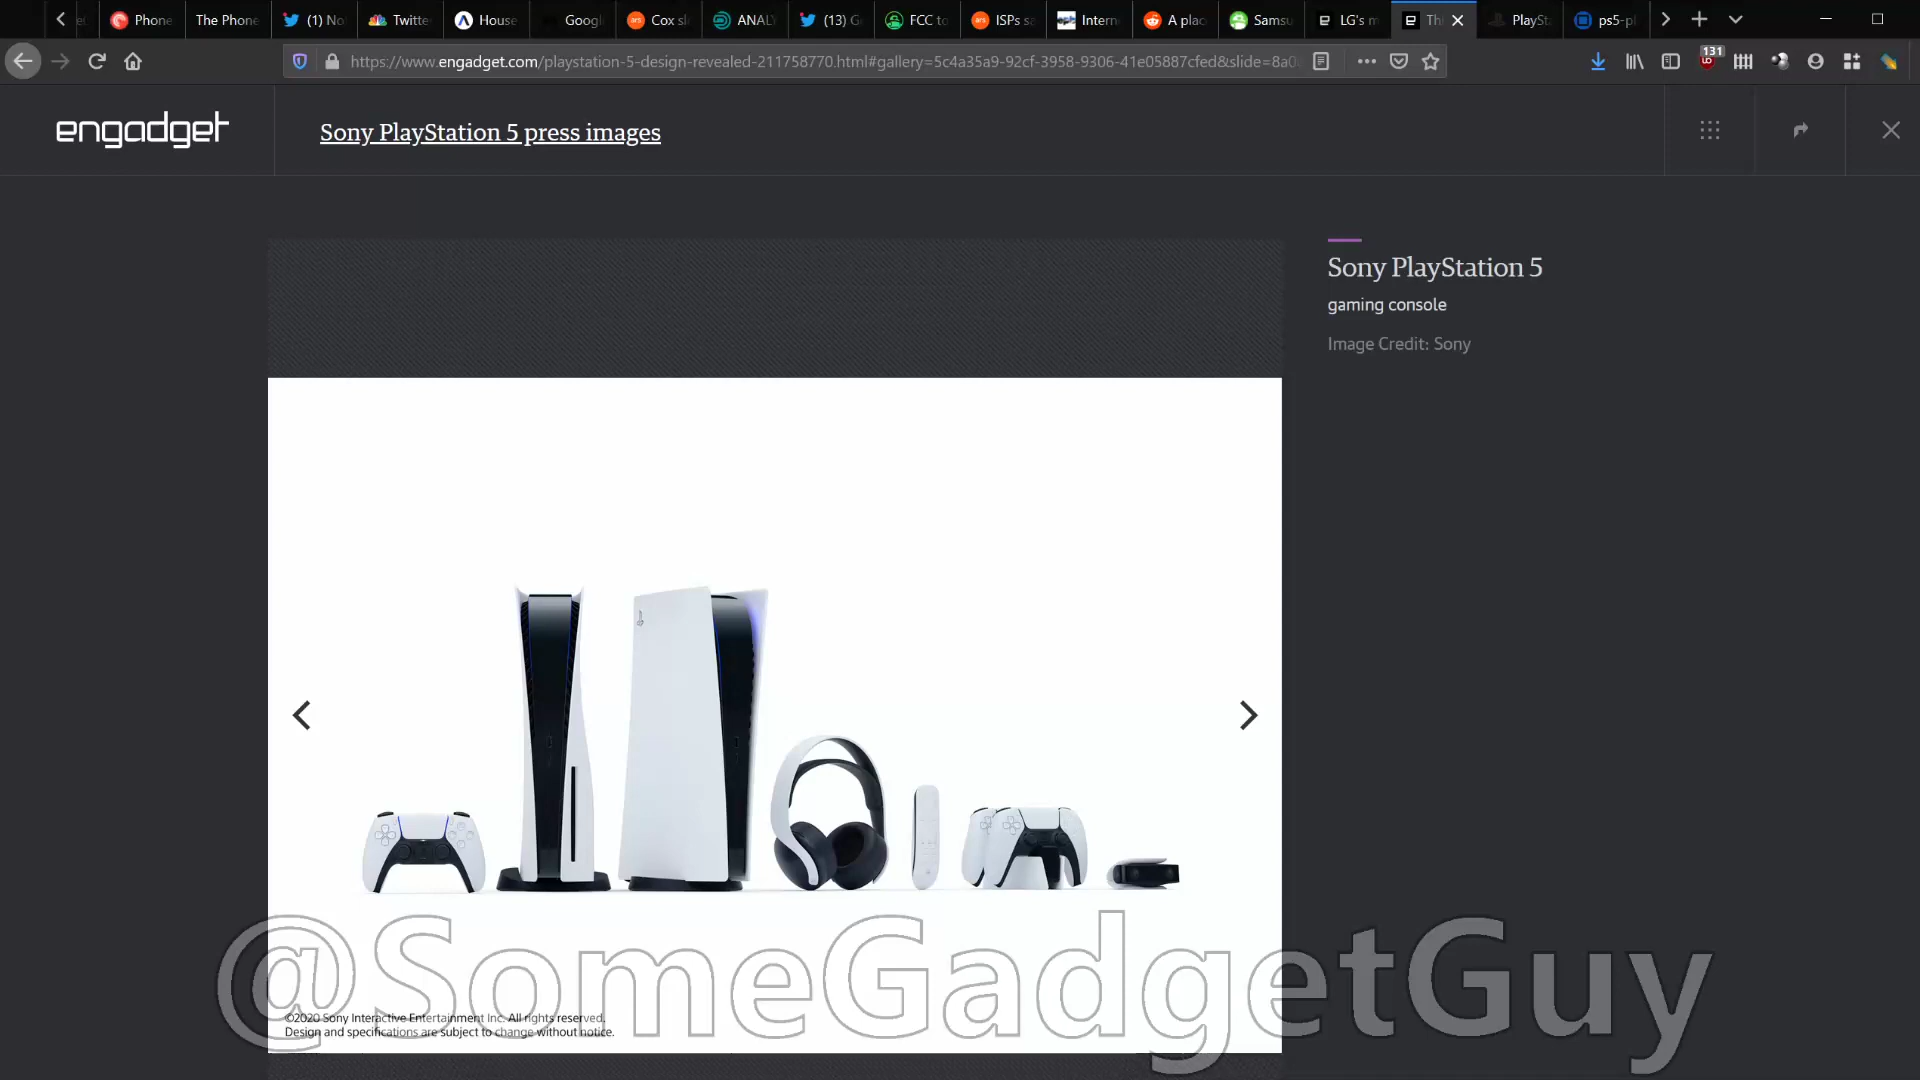 Phone
The Phone
(1) No
Twitte
House
Googl
Cox sl
ANAL
(13) G
FCC to
ISPs sa
Intern
A plac
Samsu
LG's m
Th
PlaySta
ps5-pl
https://www.engadget.com/playstation-5-design-revealed-211758770.html#gallery=5c4a35a9-92cf-3958-9306-41e05887cfed&slide=8a0
131
engadget
Sony PlayStation 5 press images
Sony PlayStation 5
gaming console
Image Credit: Sony
@SomeGadgetGuy
©2020 Sony Interactive Entertainment Inc. All rights reserved.
Design and specifications are subject to change without notice.